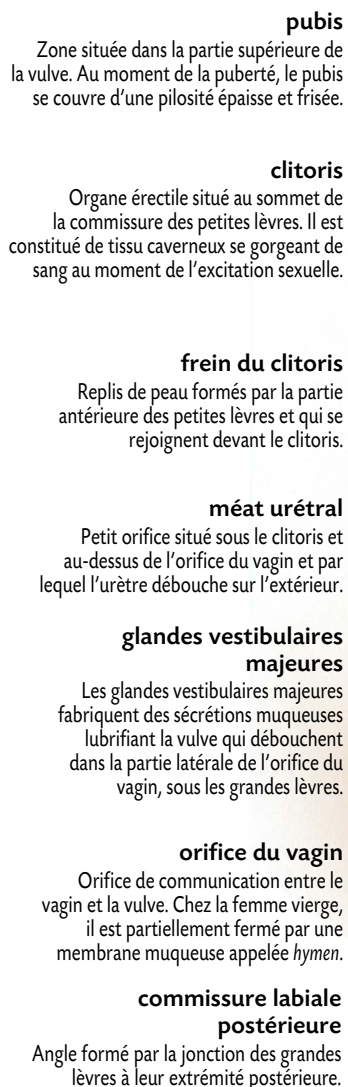 pubis
Zone située dans la partie supérieure de
la vulve. Au moment de la puberté, le pubis
se couvre d’une pilosité épaisse et frisée.
clitoris
Organe érectile situé au sommet de
la commissure des petites lèvres. Il est
constitué de tissu caverneux se gorgeant de
sang au moment de l’excitation sexuelle.
frein du clitoris
Replis de peau formés par la partie
antérieure des petites lèvres et qui se
rejoignent devant le clitoris.
méat urétral
Petit orifice situé sous le clitoris et
au-dessus de l’orifice du vagin et par
lequel l’urètre débouche sur l’extérieur.
glandes vestibulaires
majeures
Les glandes vestibulaires majeures
fabriquent des sécrétions muqueuses
lubrifiant la vulve qui débouchent
dans la partie latérale de l’orifice du
vagin, sous les grandes lèvres.
orifice du vagin
Orifice de communication entre le
vagin et la vulve. Chez la femme vierge,
il est partiellement fermé par une
membrane muqueuse appelée hymen.
commissure labiale
postérieure
Angle formé par la jonction des grandes
lèvres à leur extrémité postérieure.